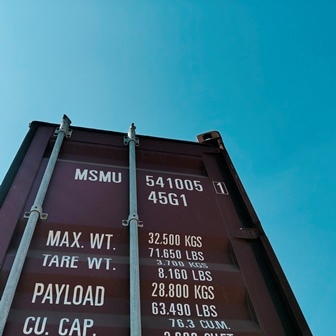 MSMU 541005 1
45G1
MAX. WT. 32.500 KGS
71.650 LBS
TARE WT. 3.700 KGS
8.160 LBS
PAYLOAD 28.800 KGS
63.490 LBS
CU. CAP. 76.3 CU.M.